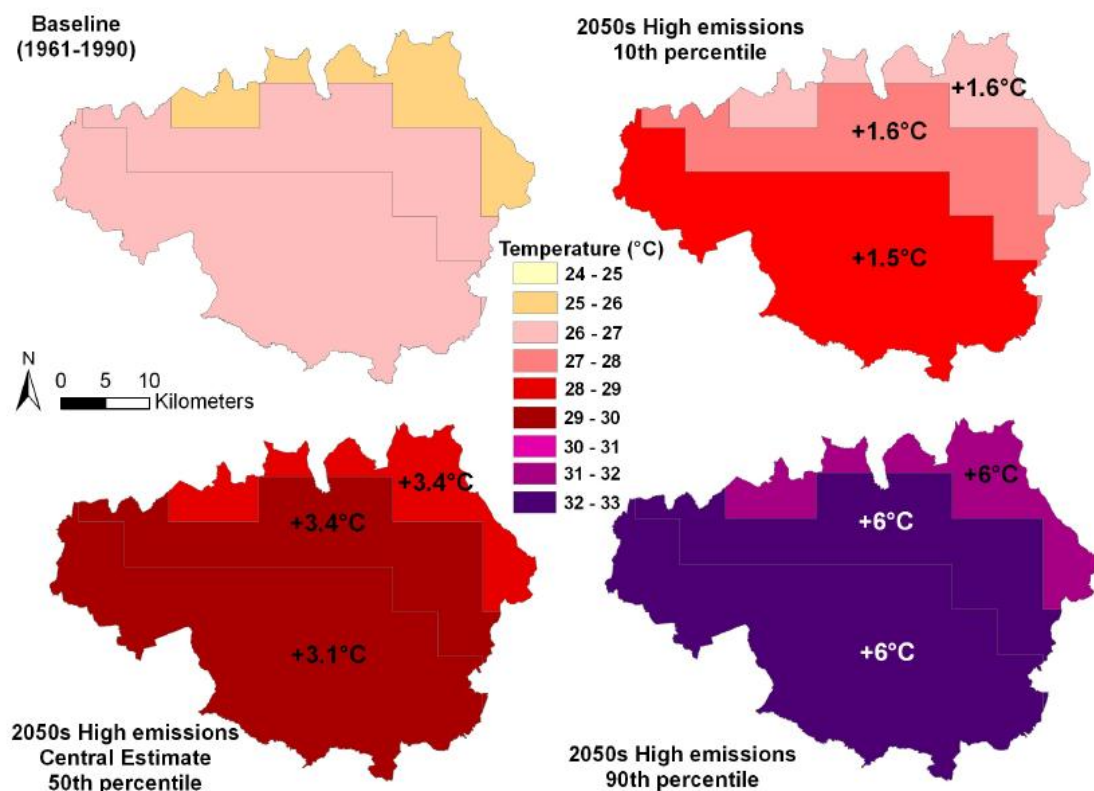 Baseline
(1961-1990)
2050s High emissions
10th percentile
+1.6°C
+1.6°C
+1.5°C
Temperature (°C)
24 - 25
25 - 26
26 - 27
27 - 28
28 - 29
29 - 30
30 - 31
31 - 32
32 - 33
N
0 5 10
Kilometers
+3.4°C
+3.4°C
+3.1°C
2050s High emissions
Central Estimate
50th percentile
+6°C
+6°C
+6°C
2050s High emissions
90th percentile